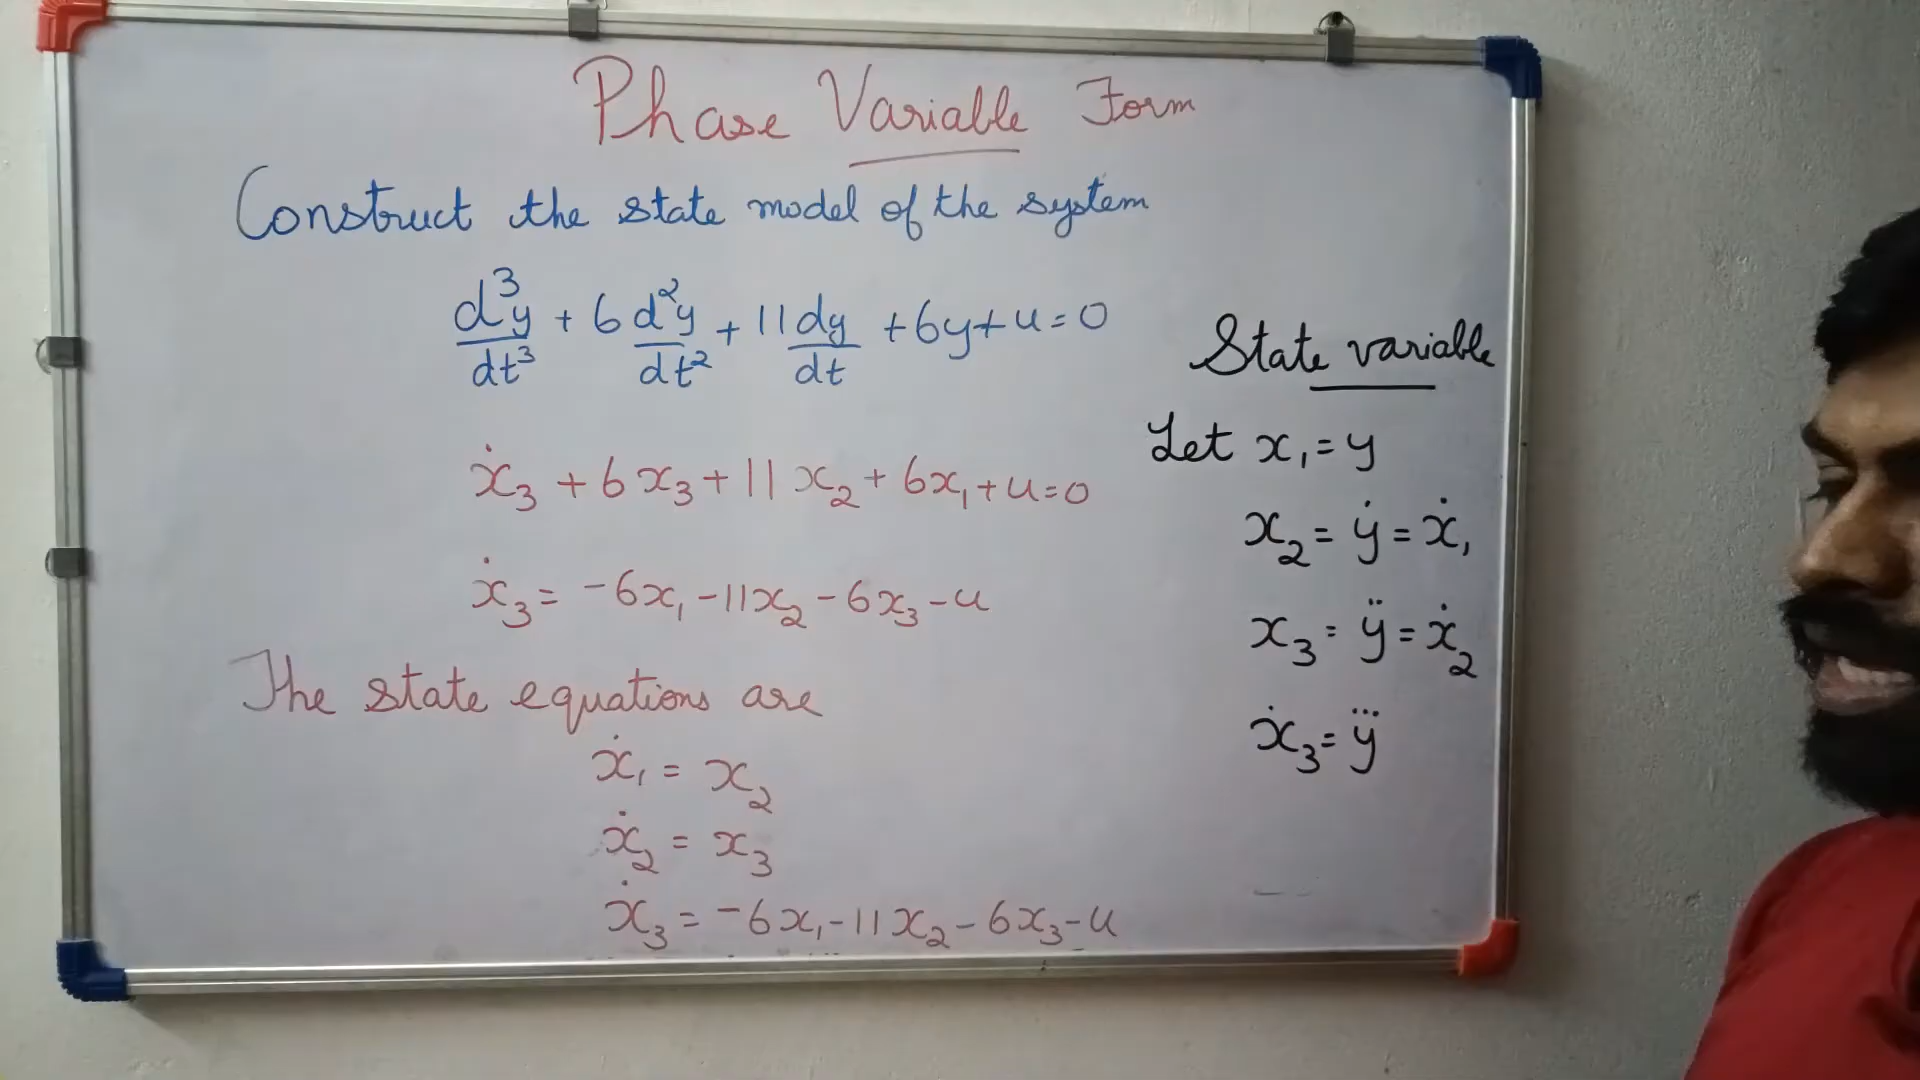 Phase Variable Form
Construct the state model of the system
d³y/dt³ + 6 d²y/dt² + 11 dy/dt + 6y + u = 0
ẋ₃ + 6x₃ + 11x₂ + 6x₁ + u = 0
ẋ₃ = -6x₁ - 11x₂ - 6x₃ - u
The state equations are
ẋ₁ = x₂
ẋ₂ = x₃
ẋ₃ = -6x₁ - 11x₂ - 6x₃ - u
State variable
Let x₁ = y
x₂ = ẏ = ẋ₁
x₃ = ÿ = ẋ₂
ẋ₃ = y⃛